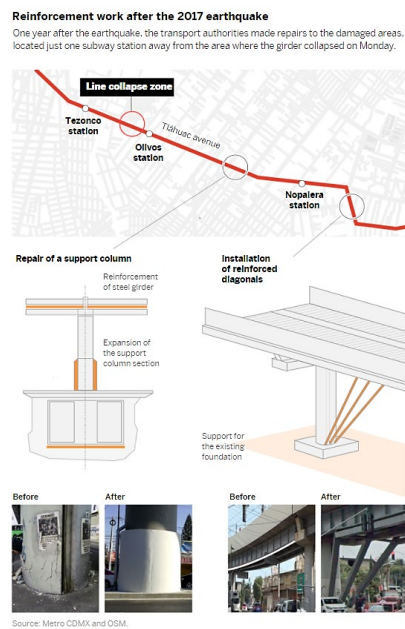 Reinforcement work after the 2017 earthquake
One year after the earthquake, the transport authorities made repairs to the damaged areas,
located just one subway station away from the area where the girder collapsed on Monday.
Line collapse zone
Tezonco
station
Olivos
station
Tláhuac avenue
Nopalera
station
Repair of a support column
Reinforcement
of steel girder
Expansion of
the support
column section
Installation
of reinforced
diagonals
Support for
the existing
foundation
Before
After
Before
After
Source: Metro CDMX and OSM.